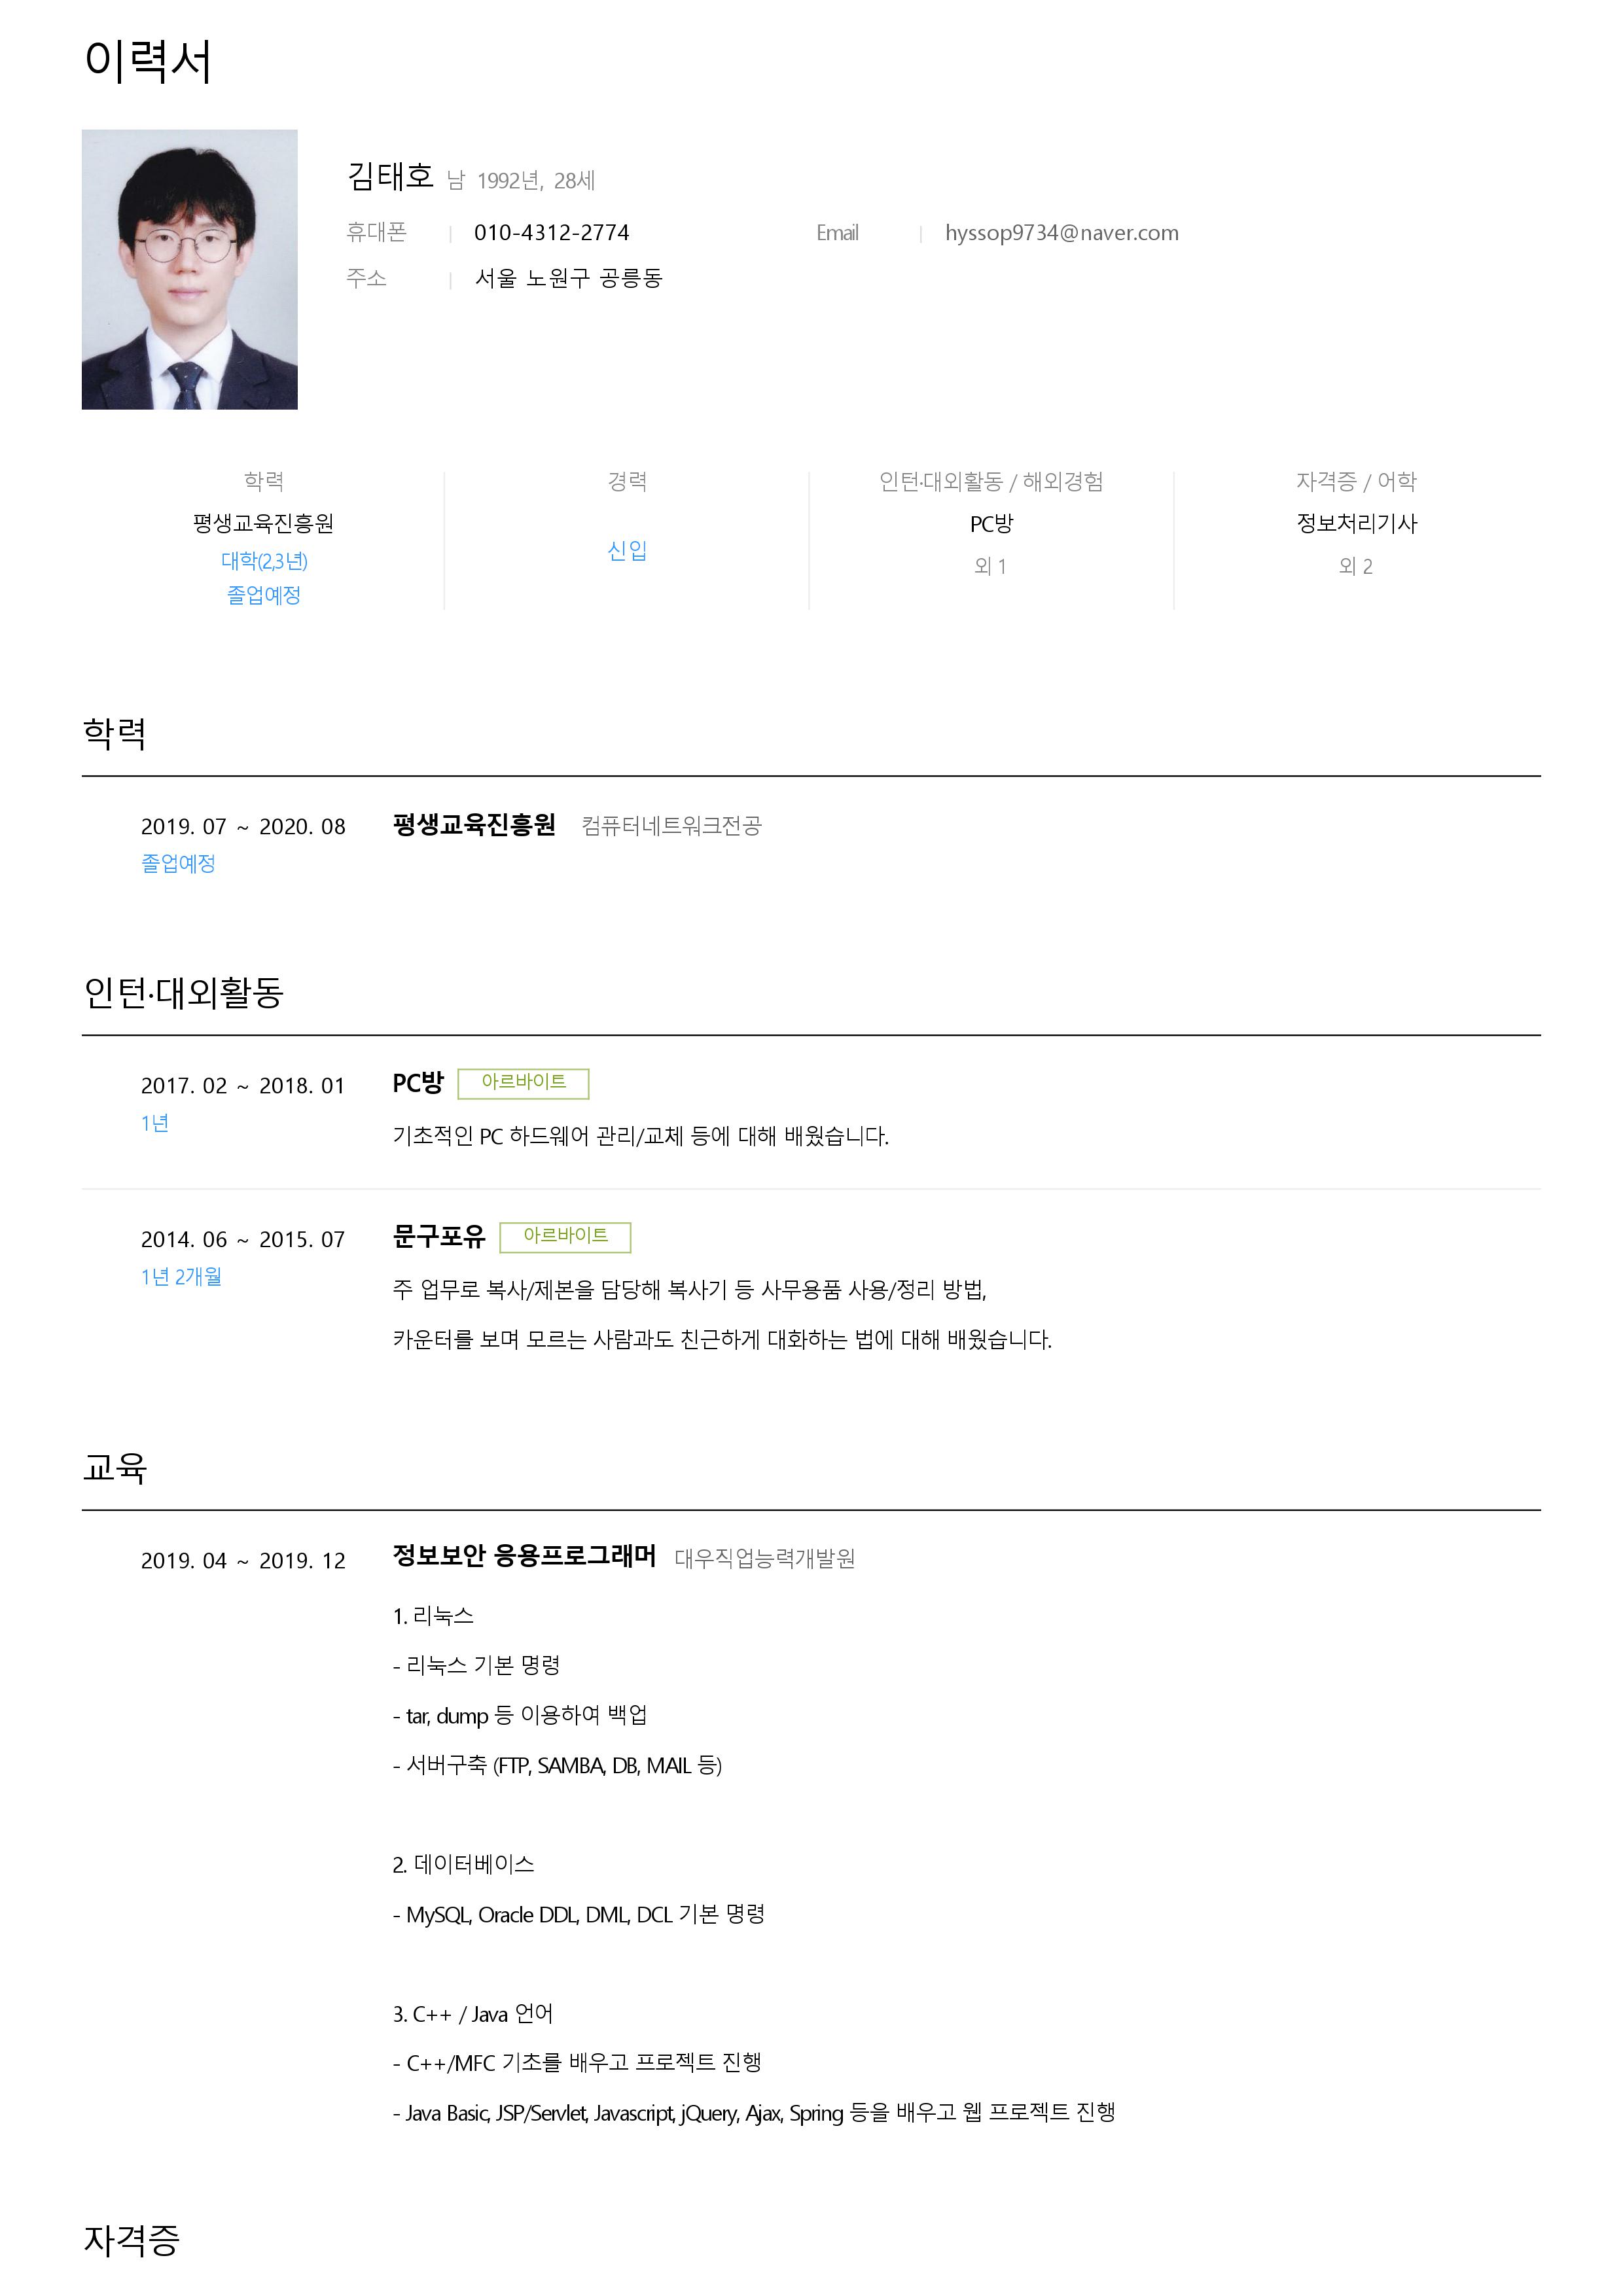 이력서
김태호 남 1992년, 28세
휴대폰 | 010-4312-2774 Email | hyssop9734@naver.com
주소 | 서울 노원구 공릉동
학력 경력 인턴·대외활동 / 해외경험 자격증 / 어학
평생교육진흥원 PC방 정보처리기사
대학(2,3년) 신입 외 1 외 2
졸업예정
학력
2019. 07 ~ 2020. 08 평생교육진흥원 컴퓨터네트워크전공
졸업예정
인턴·대외활동
2017. 02 ~ 2018. 01 PC방 아르바이트
1년
기초적인 PC 하드웨어 관리/교체 등에 대해 배웠습니다.
2014. 06 ~ 2015. 07 문구포유 아르바이트
1년 2개월
주 업무로 복사/제본을 담당해 복사기 등 사무용품 사용/정리 방법,
카운터를 보며 모르는 사람과도 친근하게 대화하는 법에 대해 배웠습니다.
교육
2019. 04 ~ 2019. 12 정보보안 응용프로그래머 대우직업능력개발원
1. 리눅스
- 리눅스 기본 명령
- tar, dump 등 이용하여 백업
- 서버구축 (FTP, SAMBA, DB, MAIL 등)
2. 데이터베이스
- MySQL, Oracle DDL, DML, DCL 기본 명령
3. C++ / Java 언어
- C++/MFC 기초를 배우고 프로젝트 진행
- Java Basic, JSP/Servlet, Javascript, jQuery, Ajax, Spring 등을 배우고 웹 프로젝트 진행
자격증